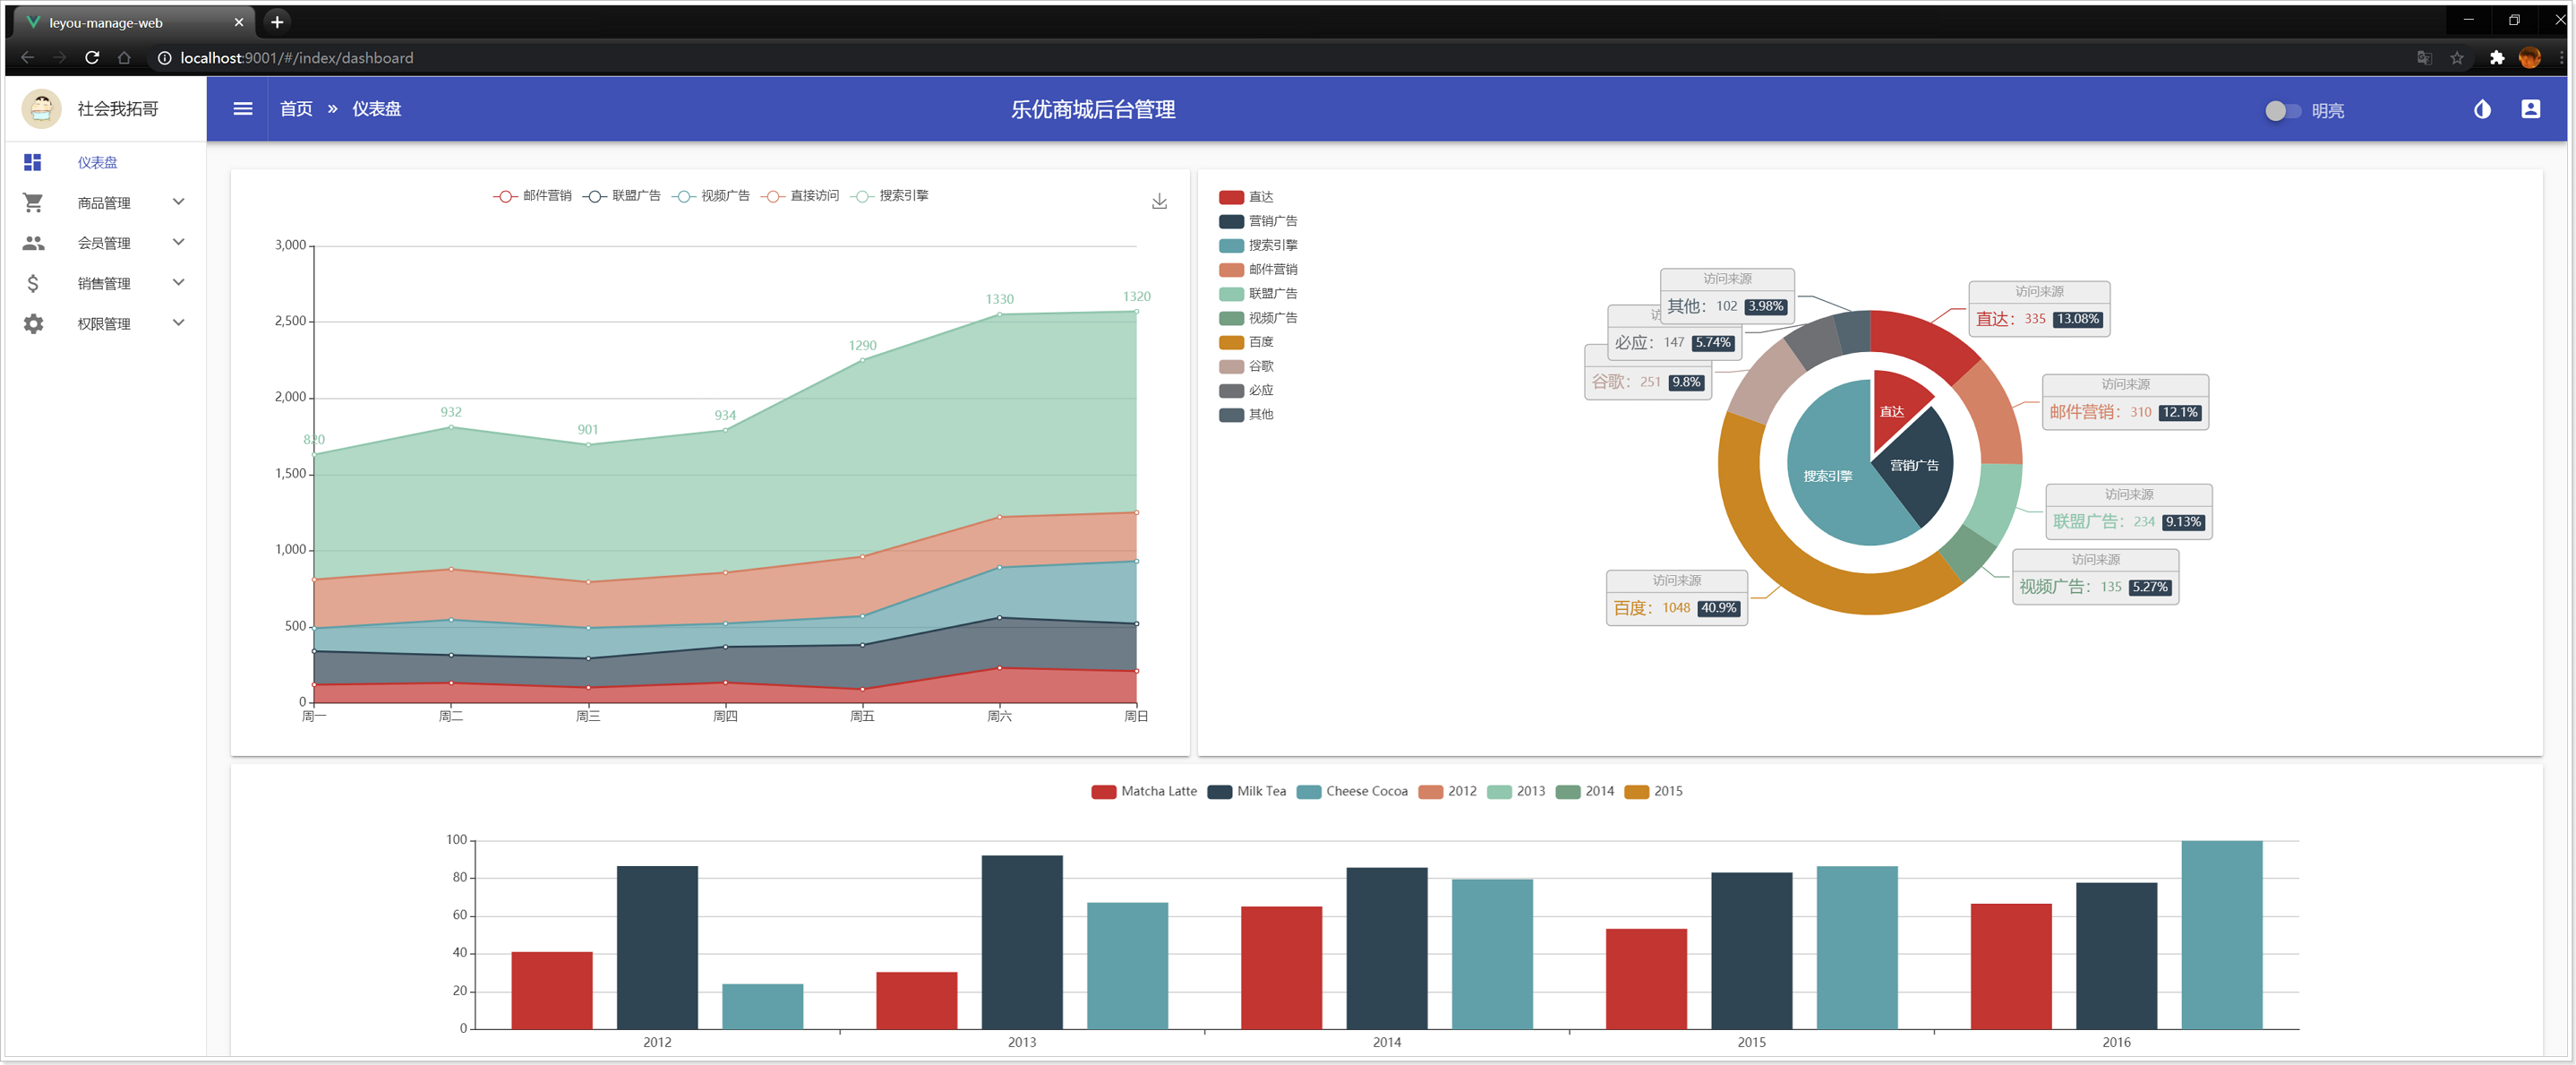 leyou-manage-web
localhost:9001/#/index/dashboard
社会我拓哥
首页 » 仪表盘
乐优商城后台管理
明亮
仪表盘
商品管理
会员管理
销售管理
权限管理
邮件营销 联盟广告 视频广告 直接访问 搜索引擎
3,000
2,500
2,000
1,500
1,000
500
0
820
932
901
934
1290
1330
1320
周一 周二 周三 周四 周五 周六 周日
直达
营销广告
搜索引擎
邮件营销
联盟广告
视频广告
百度
谷歌
必应
其他
访问来源
其他: 102 3.98%
访
必应: 147 5.74%
谷歌: 251 9.8%
访问来源
百度: 1048 40.9%
访问来源
直达: 335 13.08%
访问来源
邮件营销: 310 12.1%
访问来源
联盟广告: 234 9.13%
访问来源
视频广告: 135 5.27%
直达
营销广告
搜索引擎
Matcha Latte Milk Tea Cheese Cocoa 2012 2013 2014 2015
100
80
60
40
20
0
2012 2013 2014 2015 2016